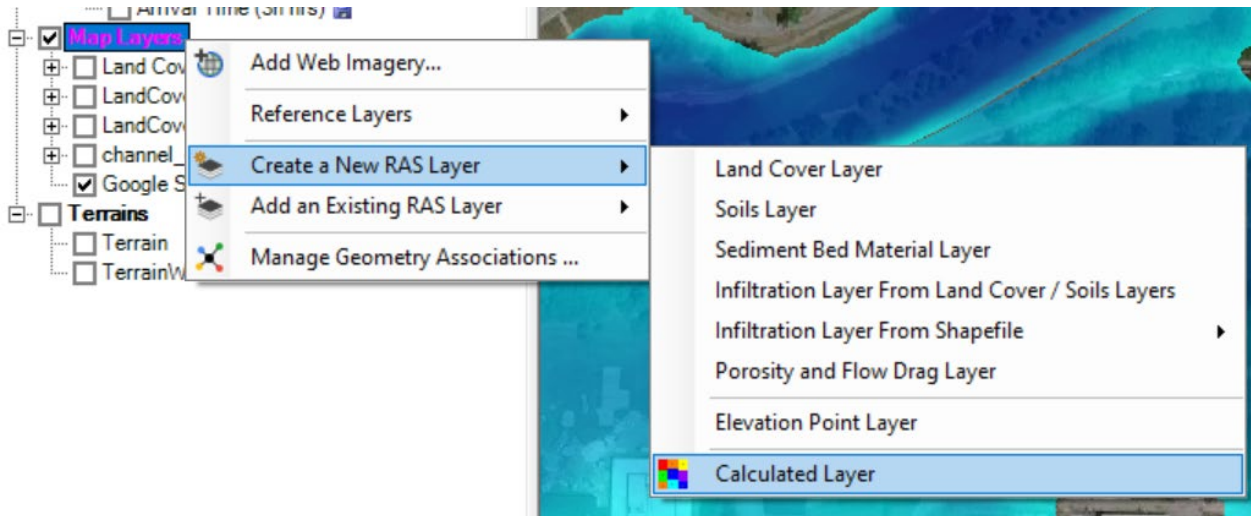 Arrival Time (3h hrs)
Map Layers
Land Cov
LandCov
LandCov
channel_
Google S
Terrains
Terrain
TerrainW
Add Web Imagery...
Reference Layers
Create a New RAS Layer
Add an Existing RAS Layer
Manage Geometry Associations ...
Land Cover Layer
Soils Layer
Sediment Bed Material Layer
Infiltration Layer From Land Cover / Soils Layers
Infiltration Layer From Shapefile
Porosity and Flow Drag Layer
Elevation Point Layer
Calculated Layer